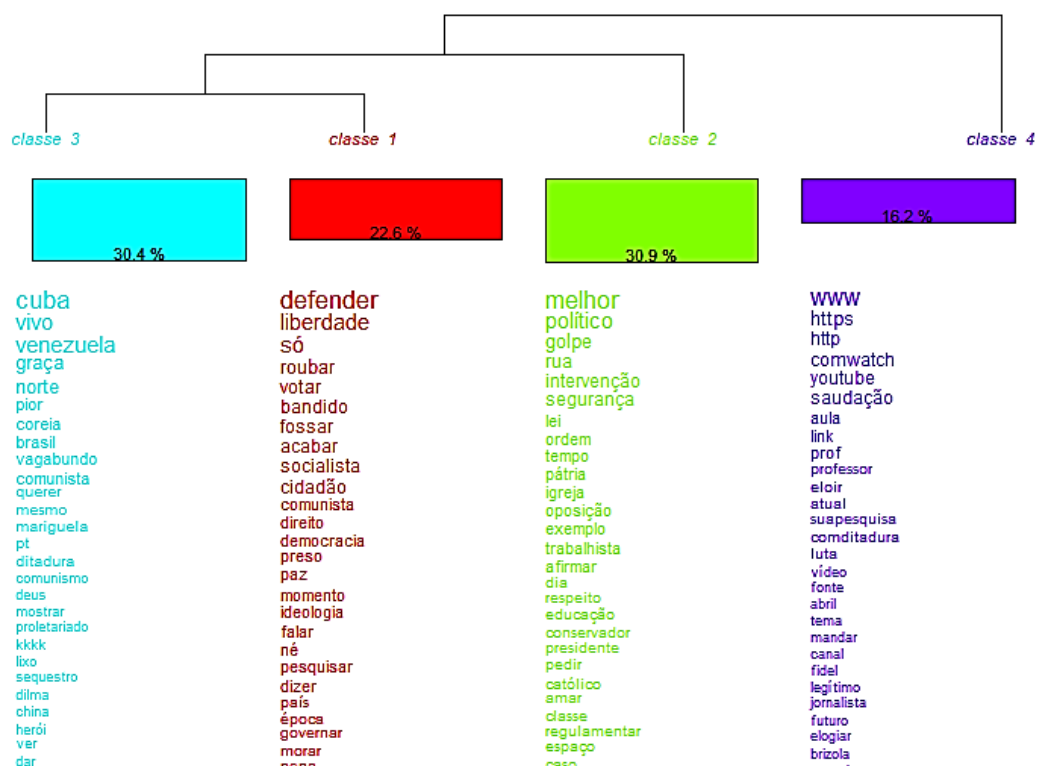 classe 3
classe 1
classe 2
classe 4
30.4 %
22.6 %
30.9 %
16.2 %
cuba
vivo
venezuela
graça
norte
pior
coreia
brasil
vagabundo
comunista
querer
mesmo
mariguela
pt
ditadura
comunismo
deus
mostrar
proletariado
kkkk
lixo
sequestro
dilma
china
herói
ver
dar
defender
liberdade
só
roubar
votar
bandido
fossar
acabar
socialista
cidadão
comunista
direito
democracia
preso
paz
momento
ideologia
falar
né
pesquisar
dizer
país
época
governar
morar
melhor
político
golpe
rua
intervenção
segurança
lei
ordem
tempo
pátria
igreja
oposição
exemplo
trabalhista
afirmar
dia
respeito
educação
conservador
presidente
pedir
católico
amar
classe
regulamentar
espaço
caso
www
https
http
comwatch
youtube
saudação
aula
link
prof
professor
eloir
atual
suapesquisa
comditadura
luta
vídeo
fonte
abril
tema
mandar
canal
fidel
legítimo
jornalista
futuro
elogiar
brizola